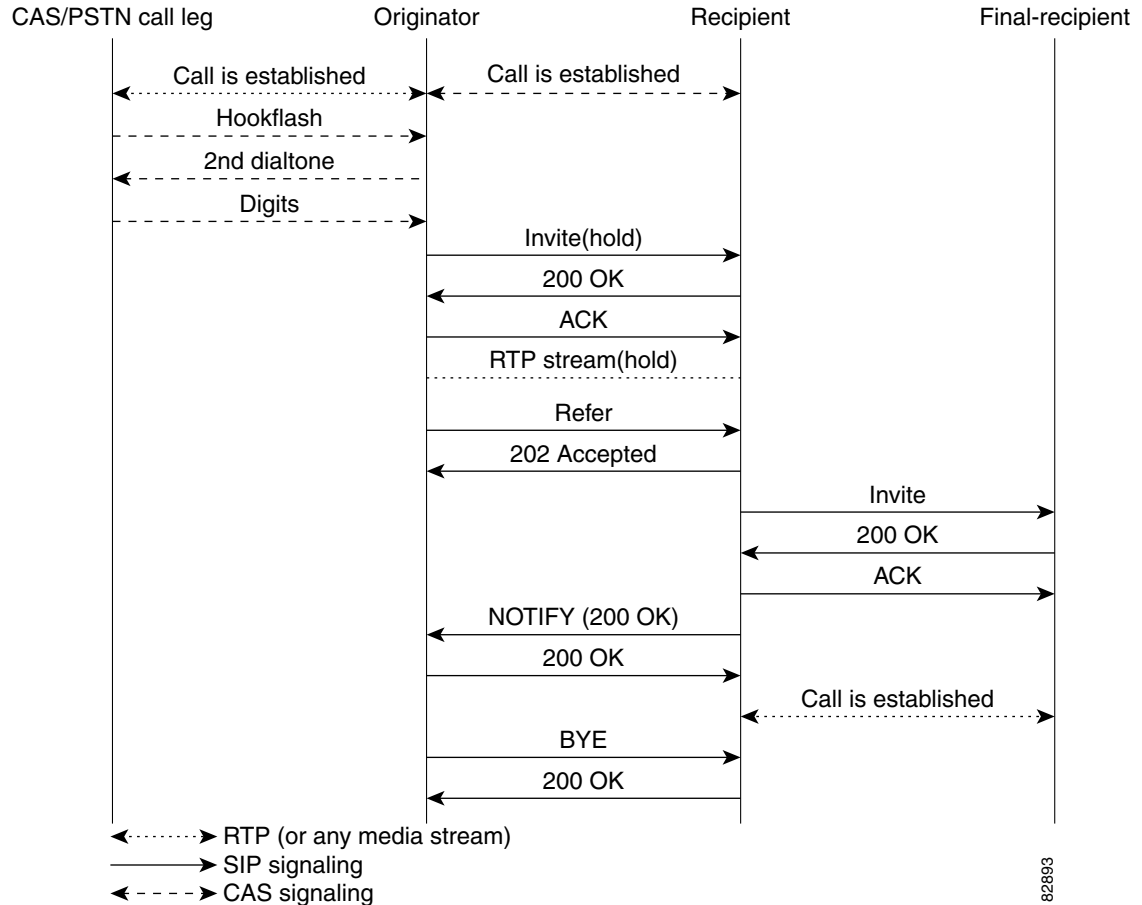 CAS/PSTN call leg Originator Recipient Final-recipient
Call is established Call is established
Hookflash
2nd dialtone
Digits
Invite(hold)
200 OK
ACK
RTP stream(hold)
Refer
202 Accepted
Invite
200 OK
ACK
NOTIFY (200 OK)
200 OK
Call is established
BYE
200 OK
RTP (or any media stream)
SIP signaling
CAS signaling
82893